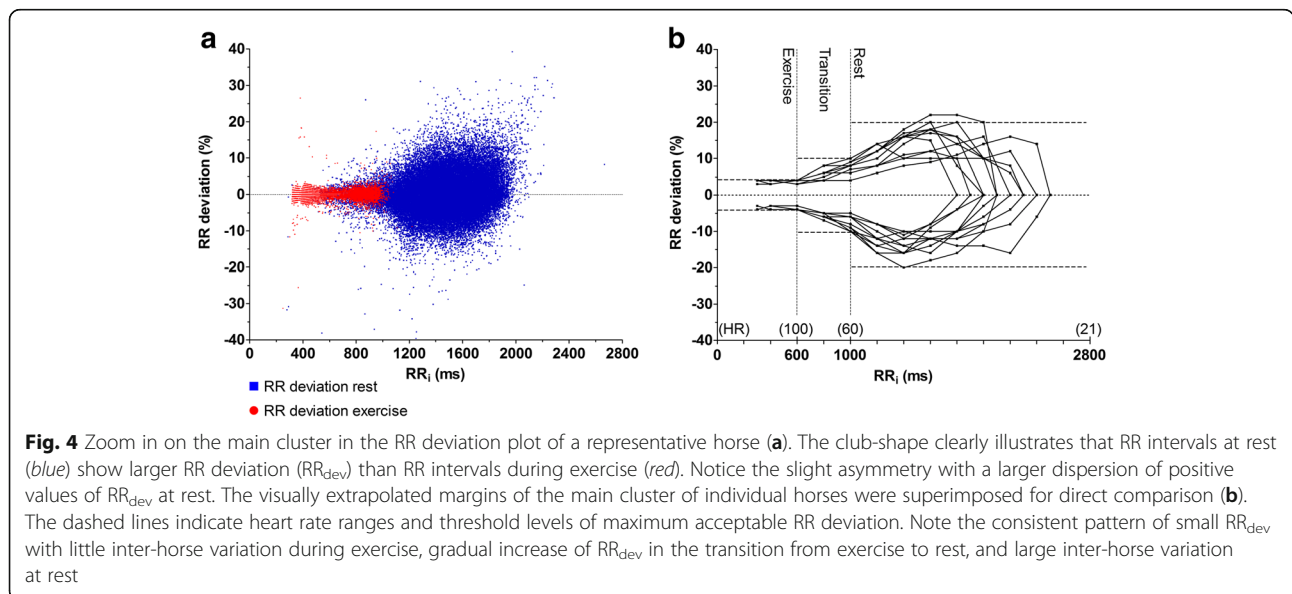 a
40
30
20
10
0
-10
-20
-30
-40
RR deviation (%)
0 400 800 1200 1600 2000 2400 2800
RRi (ms)
RR deviation rest
RR deviation exercise
b
40
30
20
10
0
-10
-20
-30
-40
RR deviation (%)
Exercise
Transition
Rest
(HR) (100) (60) (21)
0 600 1000 2800
RRi (ms)
Fig. 4 Zoom in on the main cluster in the RR deviation plot of a representative horse (a). The club-shape clearly illustrates that RR intervals at rest
(blue) show larger RR deviation (RRdev) than RR intervals during exercise (red). Notice the slight asymmetry with a larger dispersion of positive
values of RRdev at rest. The visually extrapolated margins of the main cluster of individual horses were superimposed for direct comparison (b).
The dashed lines indicate heart rate ranges and threshold levels of maximum acceptable RR deviation. Note the consistent pattern of small RRdev
with little inter-horse variation during exercise, gradual increase of RRdev in the transition from exercise to rest, and large inter-horse variation
at rest